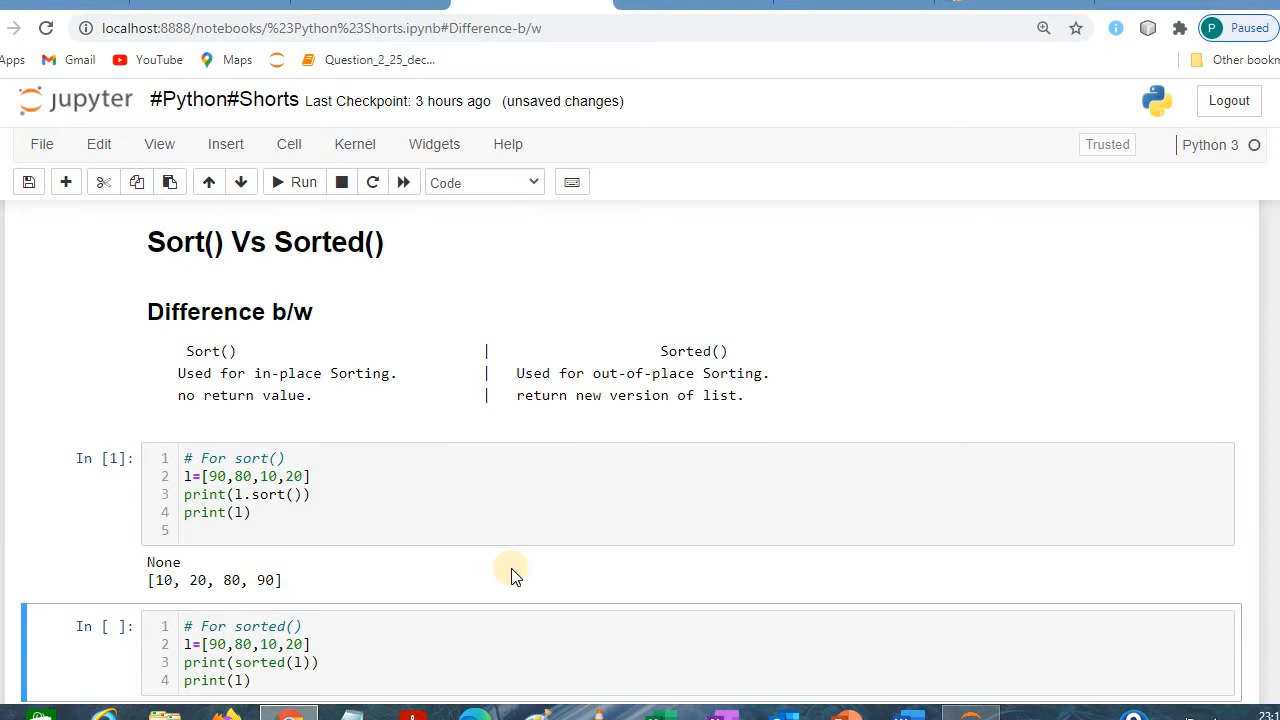 localhost:8888/notebooks/%23Python%23Shorts.ipynb#Difference-b/w
Paused
P
Apps Gmail YouTube Maps Question_2_25_dec... Other bookm
jupyter #Python#Shorts Last Checkpoint: 3 hours ago (unsaved changes) Logout
File Edit View Insert Cell Kernel Widgets Help Trusted Python 3
Run Code
Sort() Vs Sorted()
Difference b/w
Sort() | Sorted()
Used for in-place Sorting. | Used for out-of-place Sorting.
no return value. | return new version of list.
In [1]: 1 # For sort()
2 l=[90,80,10,20]
3 print(l.sort())
4 print(l)
5
None
[10, 20, 80, 90]
In [ ]: 1 # For sorted()
2 l=[90,80,10,20]
3 print(sorted(l))
4 print(l)